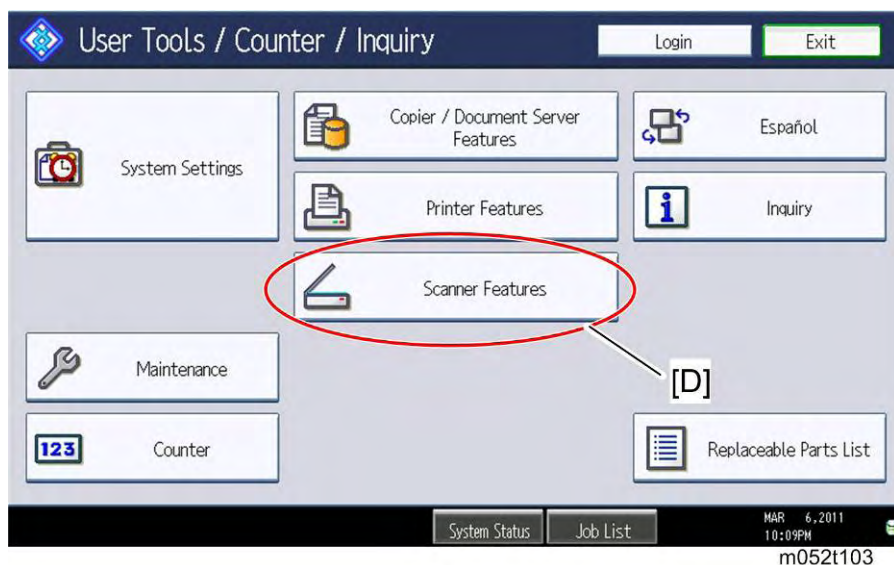 User Tools / Counter / Inquiry
Login
Exit
System Settings
Copier / Document Server
Features
Español
Printer Features
Inquiry
Scanner Features
Maintenance
[D]
123
Counter
Replaceable Parts List
System Status
Job List
MAR 6,2011
10:09PM
m052t103